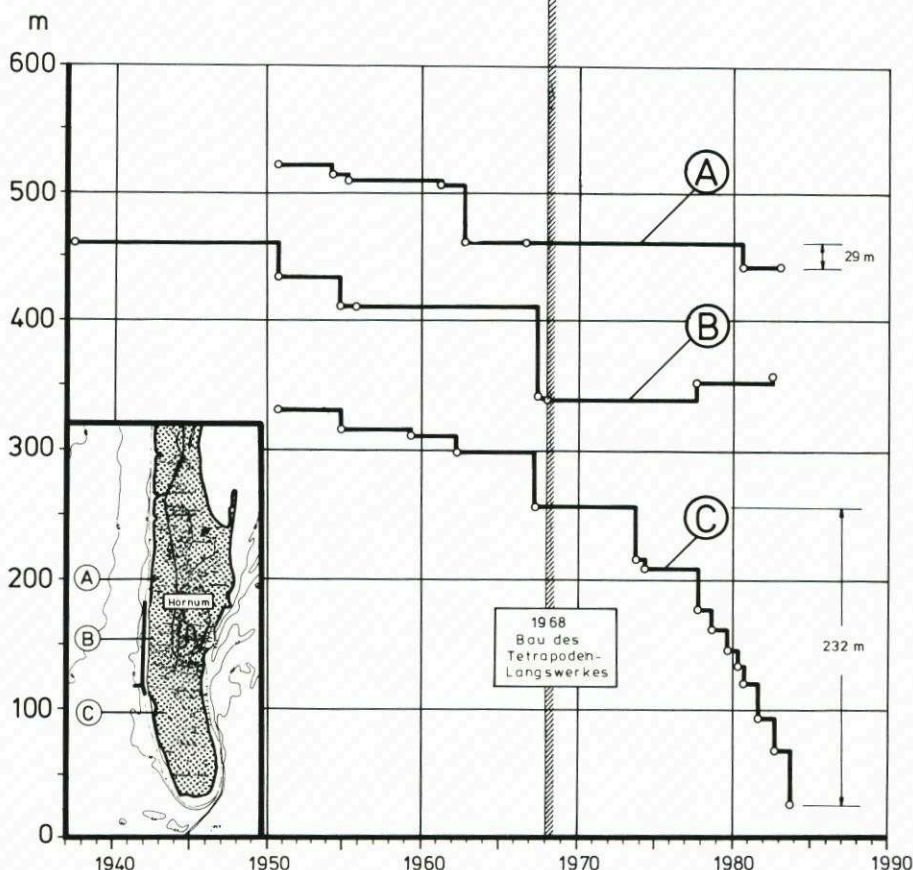 m
600
500
400
300
200
100
0
A
29 m
B
C
232 m
A
Hornum
B
C
1968
Bau des
Tetrapoden-
Langswerkes
1940
1950
1960
1970
1980
1990